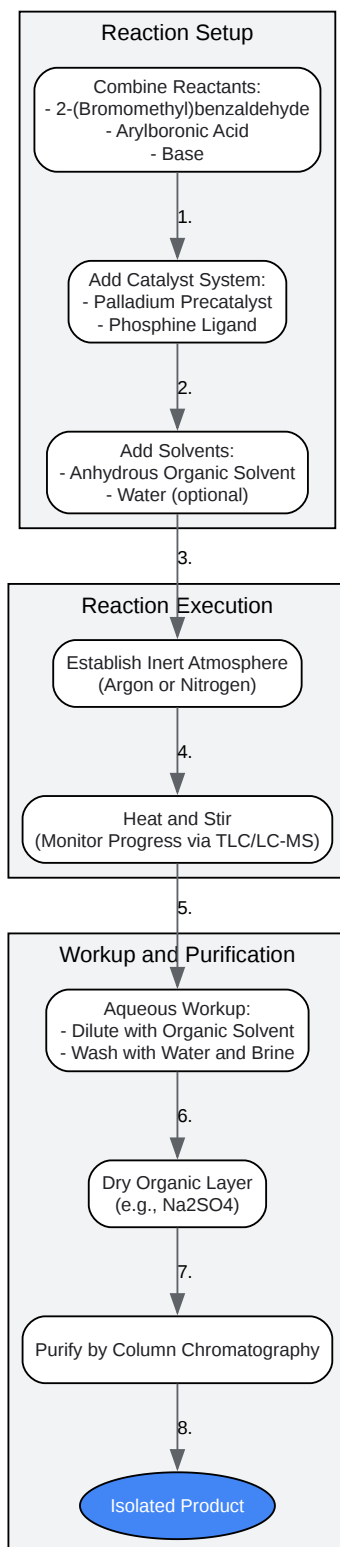 Reaction Setup
Combine Reactants:
- 2-(Bromomethyl)benzaldehyde
- Arylboronic Acid
- Base
1.
Add Catalyst System:
- Palladium Precatalyst
- Phosphine Ligand
2.
Add Solvents:
- Anhydrous Organic Solvent
- Water (optional)
3.
Reaction Execution
Establish Inert Atmosphere
(Argon or Nitrogen)
4.
Heat and Stir
(Monitor Progress via TLC/LC-MS)
5.
Workup and Purification
Aqueous Workup:
- Dilute with Organic Solvent
- Wash with Water and Brine
6.
Dry Organic Layer
(e.g., Na2SO4)
7.
Purify by Column Chromatography
8.
Isolated Product